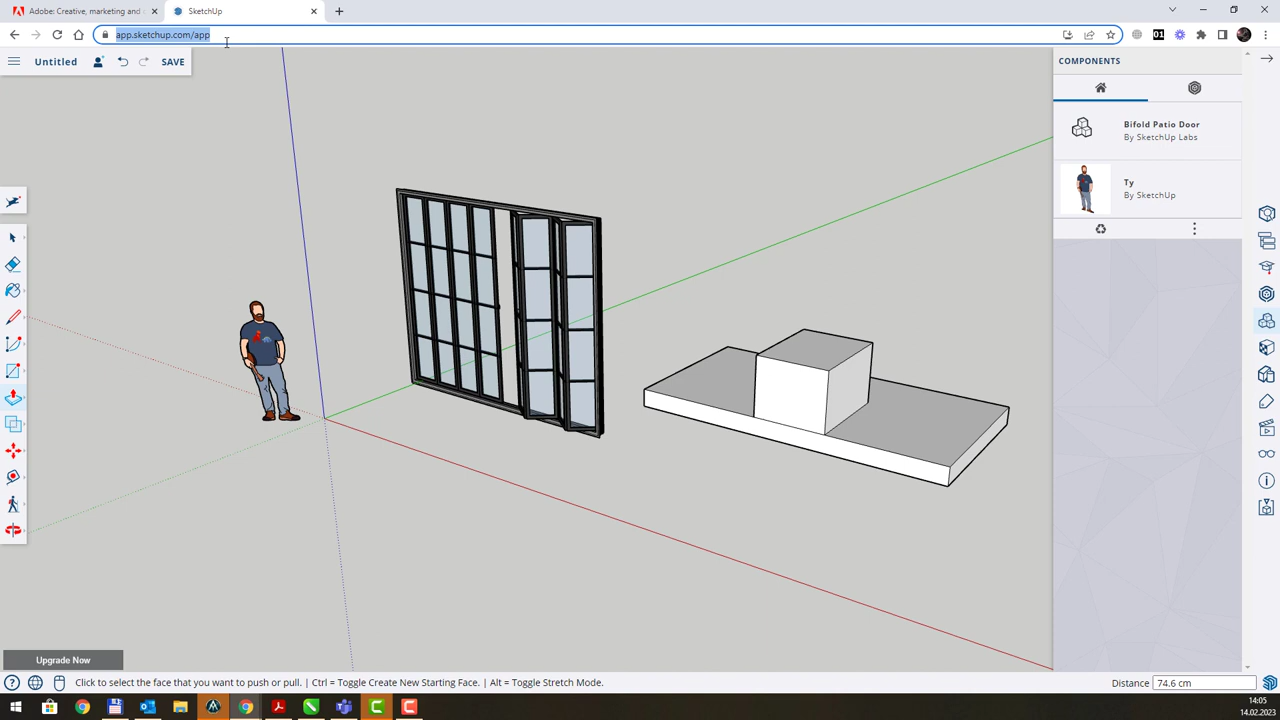 Adobe: Creative, marketing and
SketchUp
app.sketchup.com/app
01
Untitled
SAVE
COMPONENTS
Bifold Patio Door
By SketchUp Labs
Ty
By SketchUp
Upgrade Now
Click to select the face that you want to push or pull. | Ctrl = Toggle Create New Starting Face. | Alt = Toggle Stretch Mode.
Distance
74.6 cm
14:05
14.02.2023